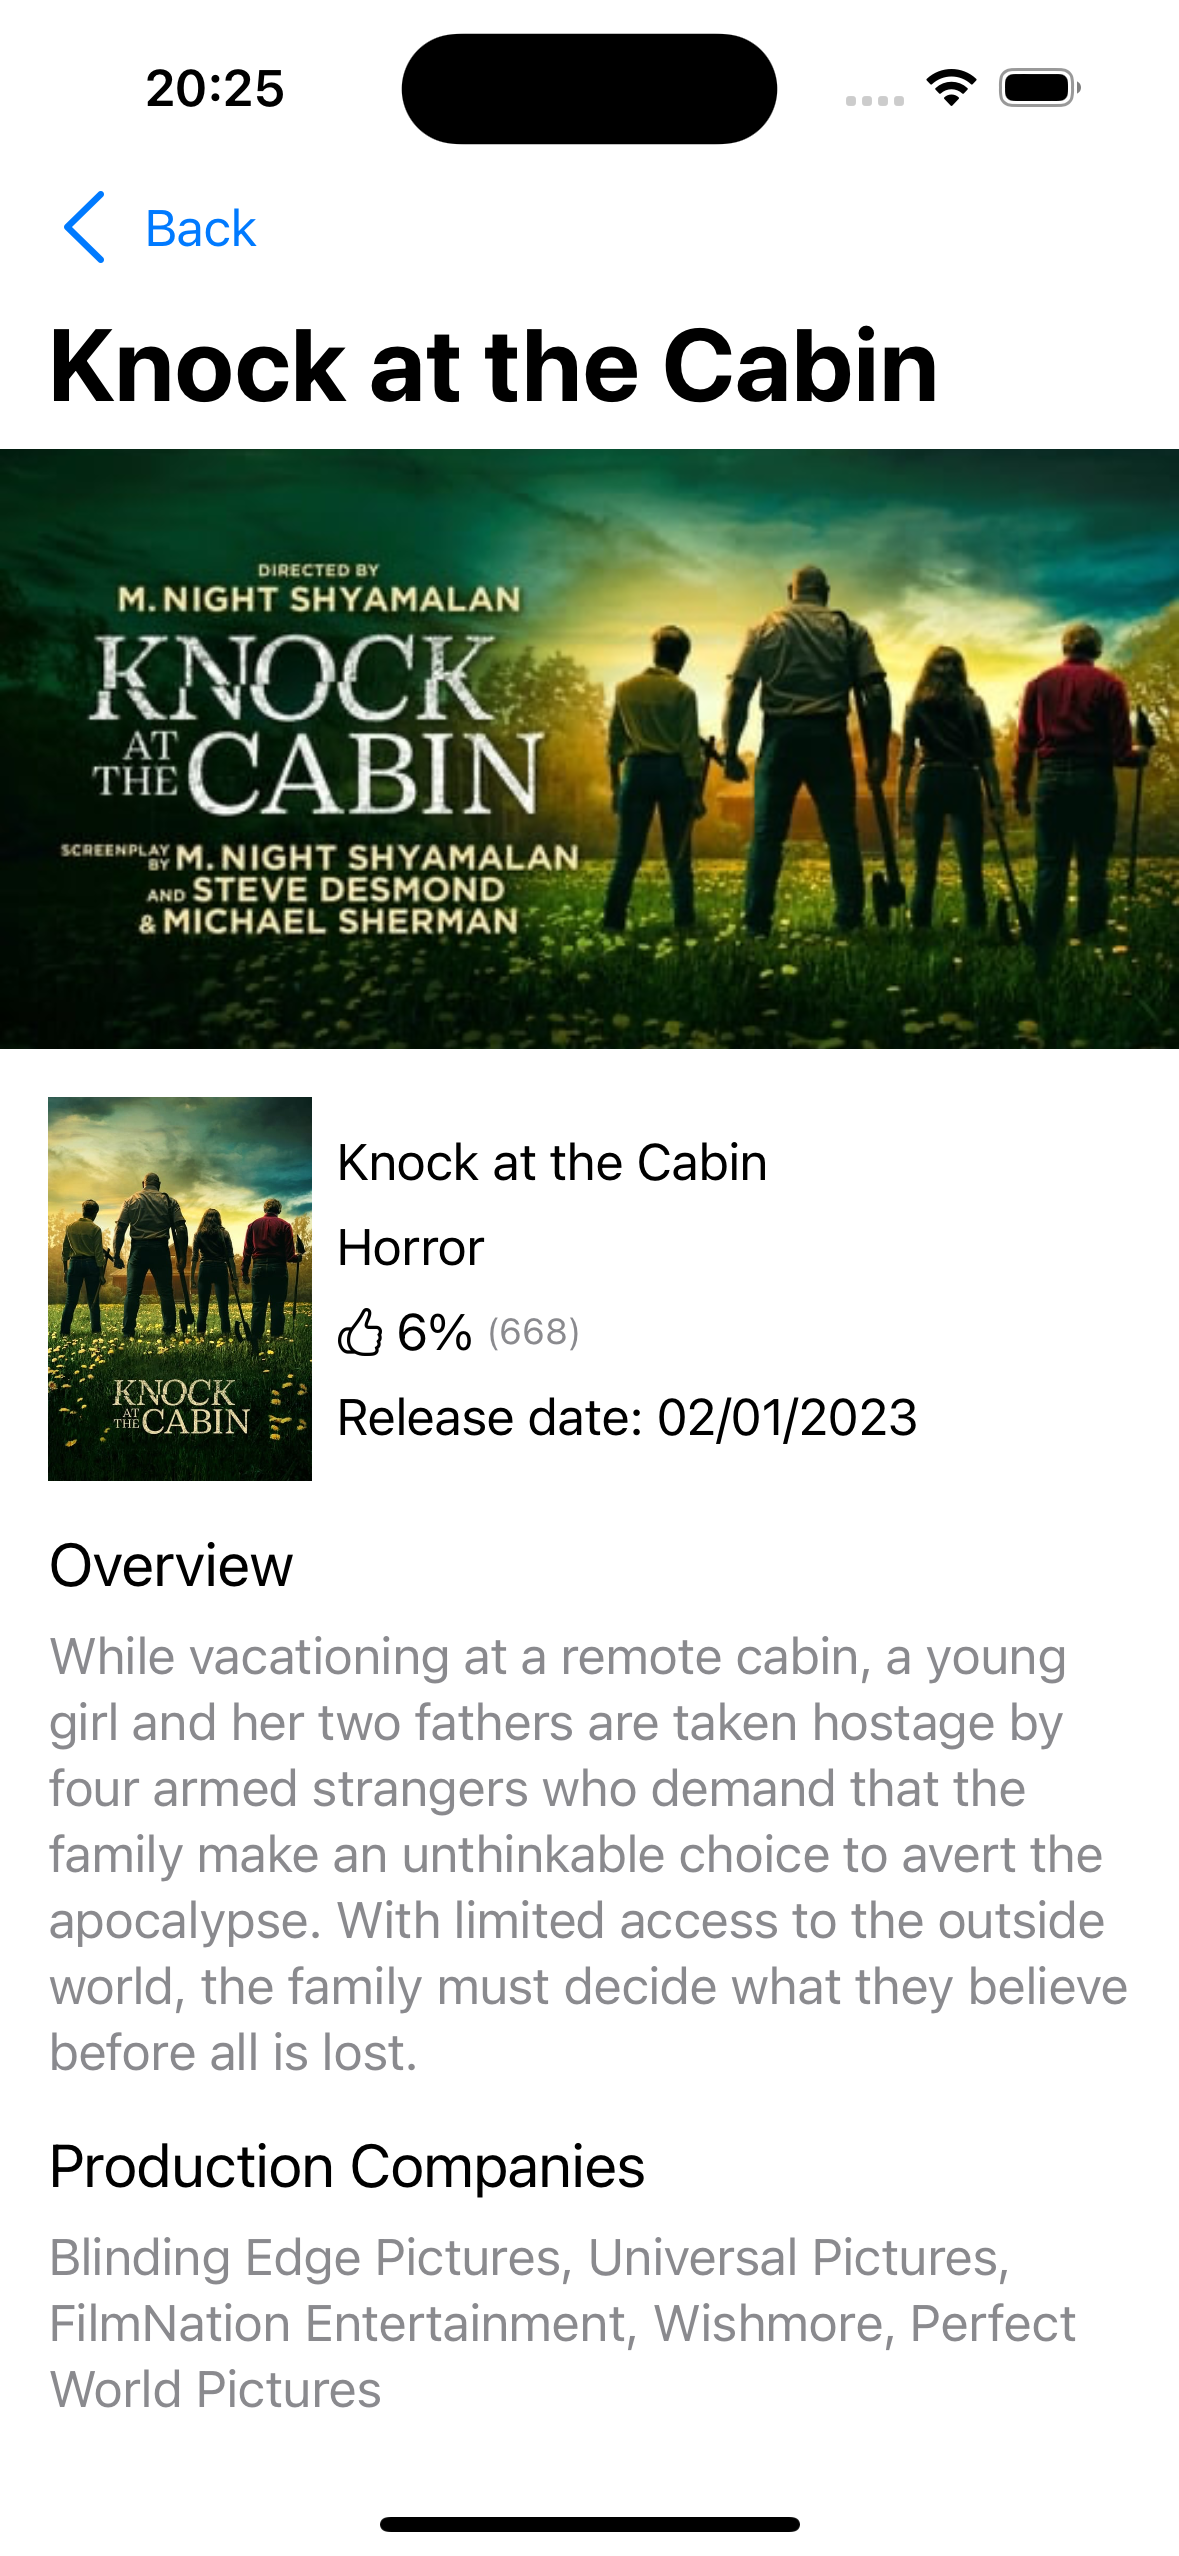 20:25
Back
Knock at the Cabin
DIRECTED BY
M. NIGHT SHYAMALAN
KNOCK
AT
THE CABIN
SCREENPLAY
BY M. NIGHT SHYAMALAN
AND STEVE DESMOND
& MICHAEL SHERMAN
KNOCK
AT
THE CABIN
Knock at the Cabin
Horror
6% (668)
Release date: 02/01/2023
Overview
While vacationing at a remote cabin, a young
girl and her two fathers are taken hostage by
four armed strangers who demand that the
family make an unthinkable choice to avert the
apocalypse. With limited access to the outside
world, the family must decide what they believe
before all is lost.
Production Companies
Blinding Edge Pictures, Universal Pictures,
FilmNation Entertainment, Wishmore, Perfect
World Pictures